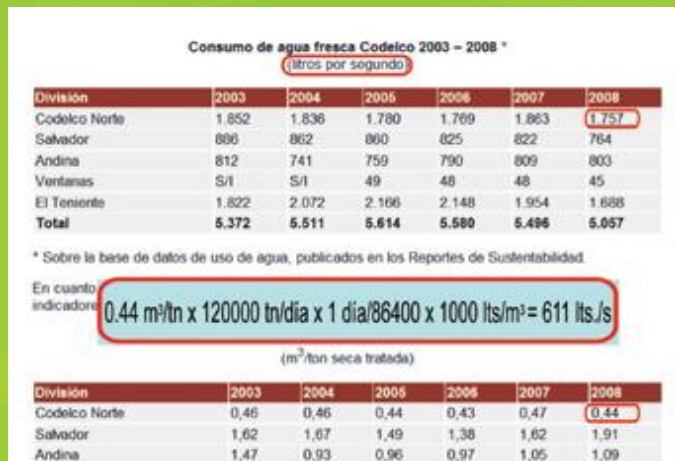 Consumo de agua fresca Codelco 2003 – 2008 *
(litros por segundo)
División 2003 2004 2005 2006 2007 2008
Codelco Norte 1.852 1.836 1.780 1.769 1.863 1.757
Salvador 886 862 860 825 822 764
Andina 812 741 759 790 809 803
Ventanas S/I S/I 49 48 48 45
El Teniente 1.822 2.072 2.166 2.148 1.954 1.688
Total 5.372 5.511 5.614 5.580 5.496 5.057
* Sobre la base de datos de uso de agua, publicados en los Reportes de Sustentabilidad.
En cuanto
indicadore
0.44 m³/tn x 120000 tn/día x 1 día/86400 x 1000 lts/m³ = 611 lts./s
(m³/ton seca tratada)
División 2003 2004 2005 2006 2007 2008
Codelco Norte 0,46 0,46 0,44 0,43 0,47 0,44
Salvador 1,62 1,67 1,49 1,38 1,62 1,91
Andina 1,47 0,93 0,96 0,97 1,05 1,09